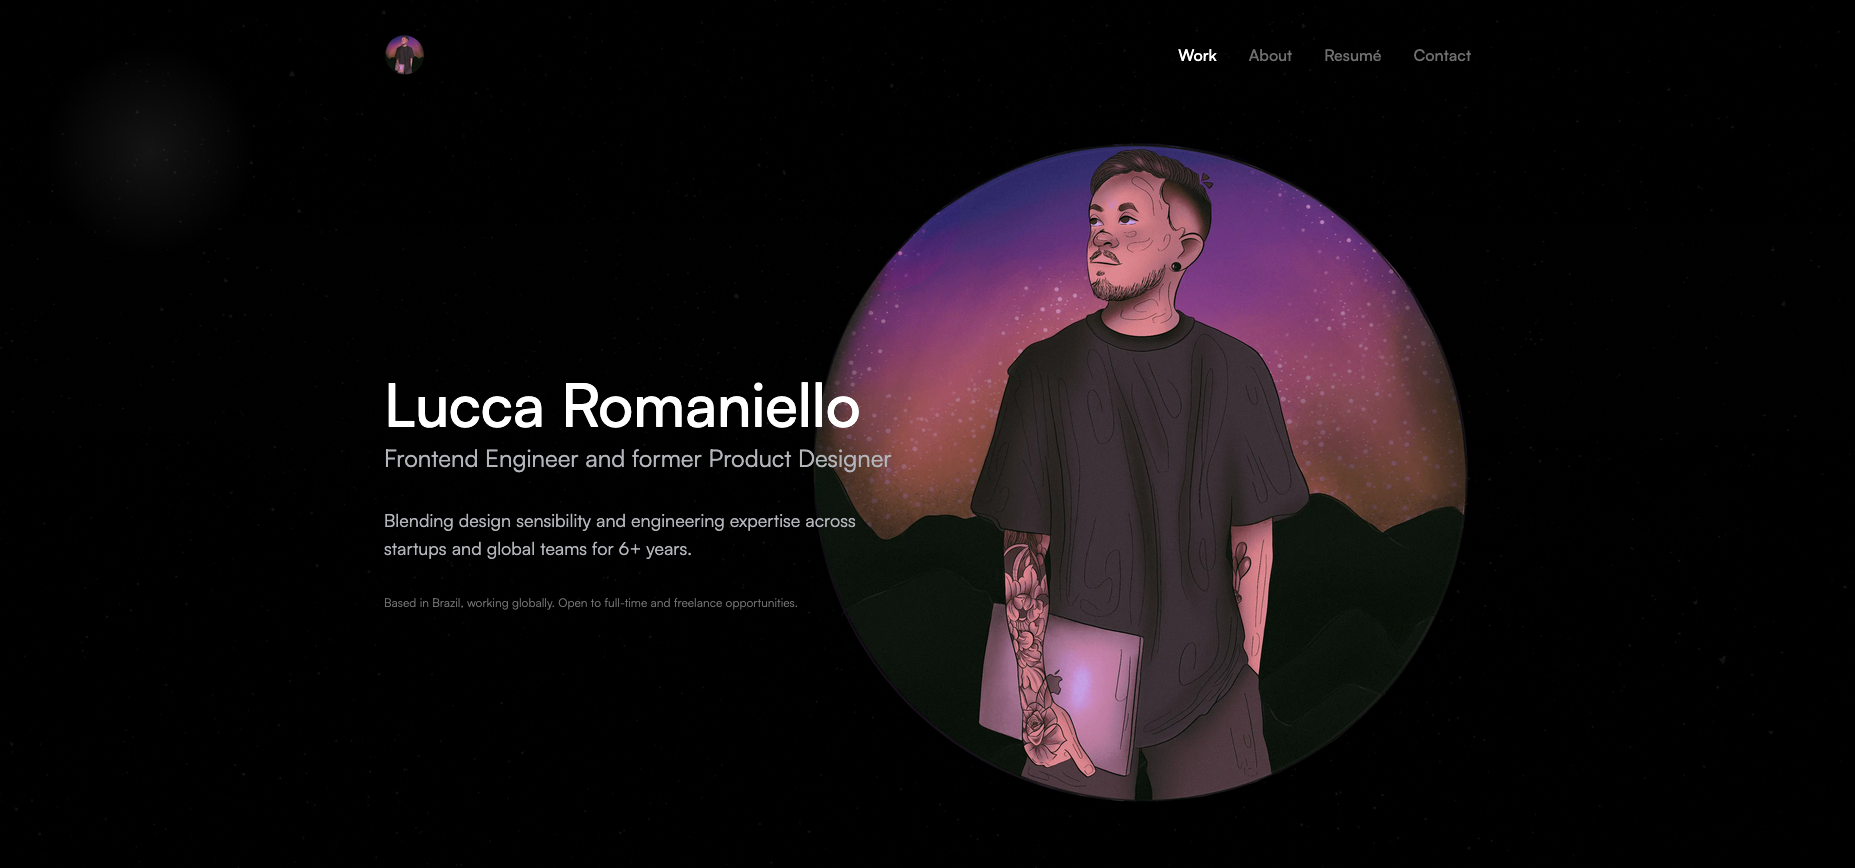 Work
About
Resumé
Contact
Lucca Romaniello
Frontend Engineer and former Product Designer
Blending design sensibility and engineering expertise across
startups and global teams for 6+ years.
Based in Brazil, working globally. Open to full-time and freelance opportunities.